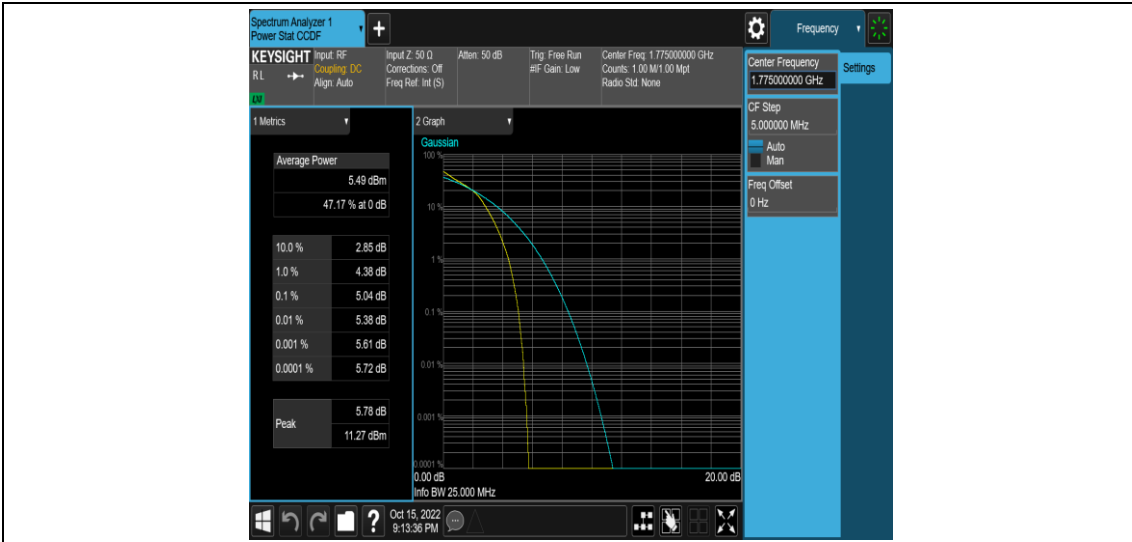 Spectrum Analyzer 1
Power Stat CCDF
+
Frequency
KEYSIGHT
Input: RF
Coupling: DC
Align: Auto
RL
LXI
Input Z: 50 Ω
Corrections: Off
Freq Ref: Int (S)
Atten: 50 dB
Trig: Free Run
#IF Gain: Low
Center Freq: 1.775000000 GHz
Counts: 1.00 M/1.00 Mpt
Radio Std: None
Center Frequency
1.775000000 GHz
Settings
CF Step
5.000000 MHz
Auto
Man
Freq Offset
0 Hz
1 Metrics
Average Power
5.49 dBm
47.17 % at 0 dB
10.0 % 2.85 dB
1.0 % 4.38 dB
0.1 % 5.04 dB
0.01 % 5.38 dB
0.001 % 5.61 dB
0.0001 % 5.72 dB
Peak
5.78 dB
11.27 dBm
2 Graph
Gaussian
100 %
10 %
1 %
0.1 %
0.01 %
0.001 %
0.0001 %
0.00 dB 20.00 dB
Info BW 25.000 MHz
?
Oct 15, 2022
9:13:36 PM